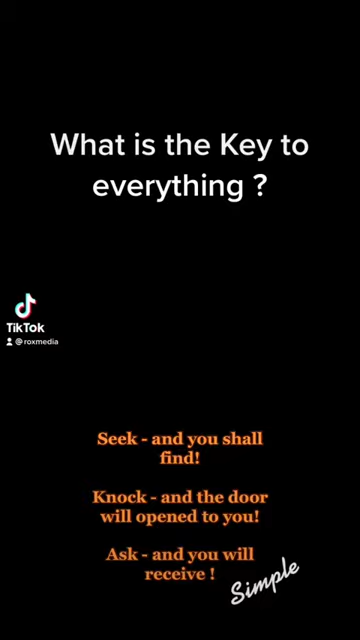 What is the Key to
everything ?
TikTok
@roxmedia
Seek - and you shall
find!
Knock - and the door
will opened to you!
Ask - and you will
receive !
Simple